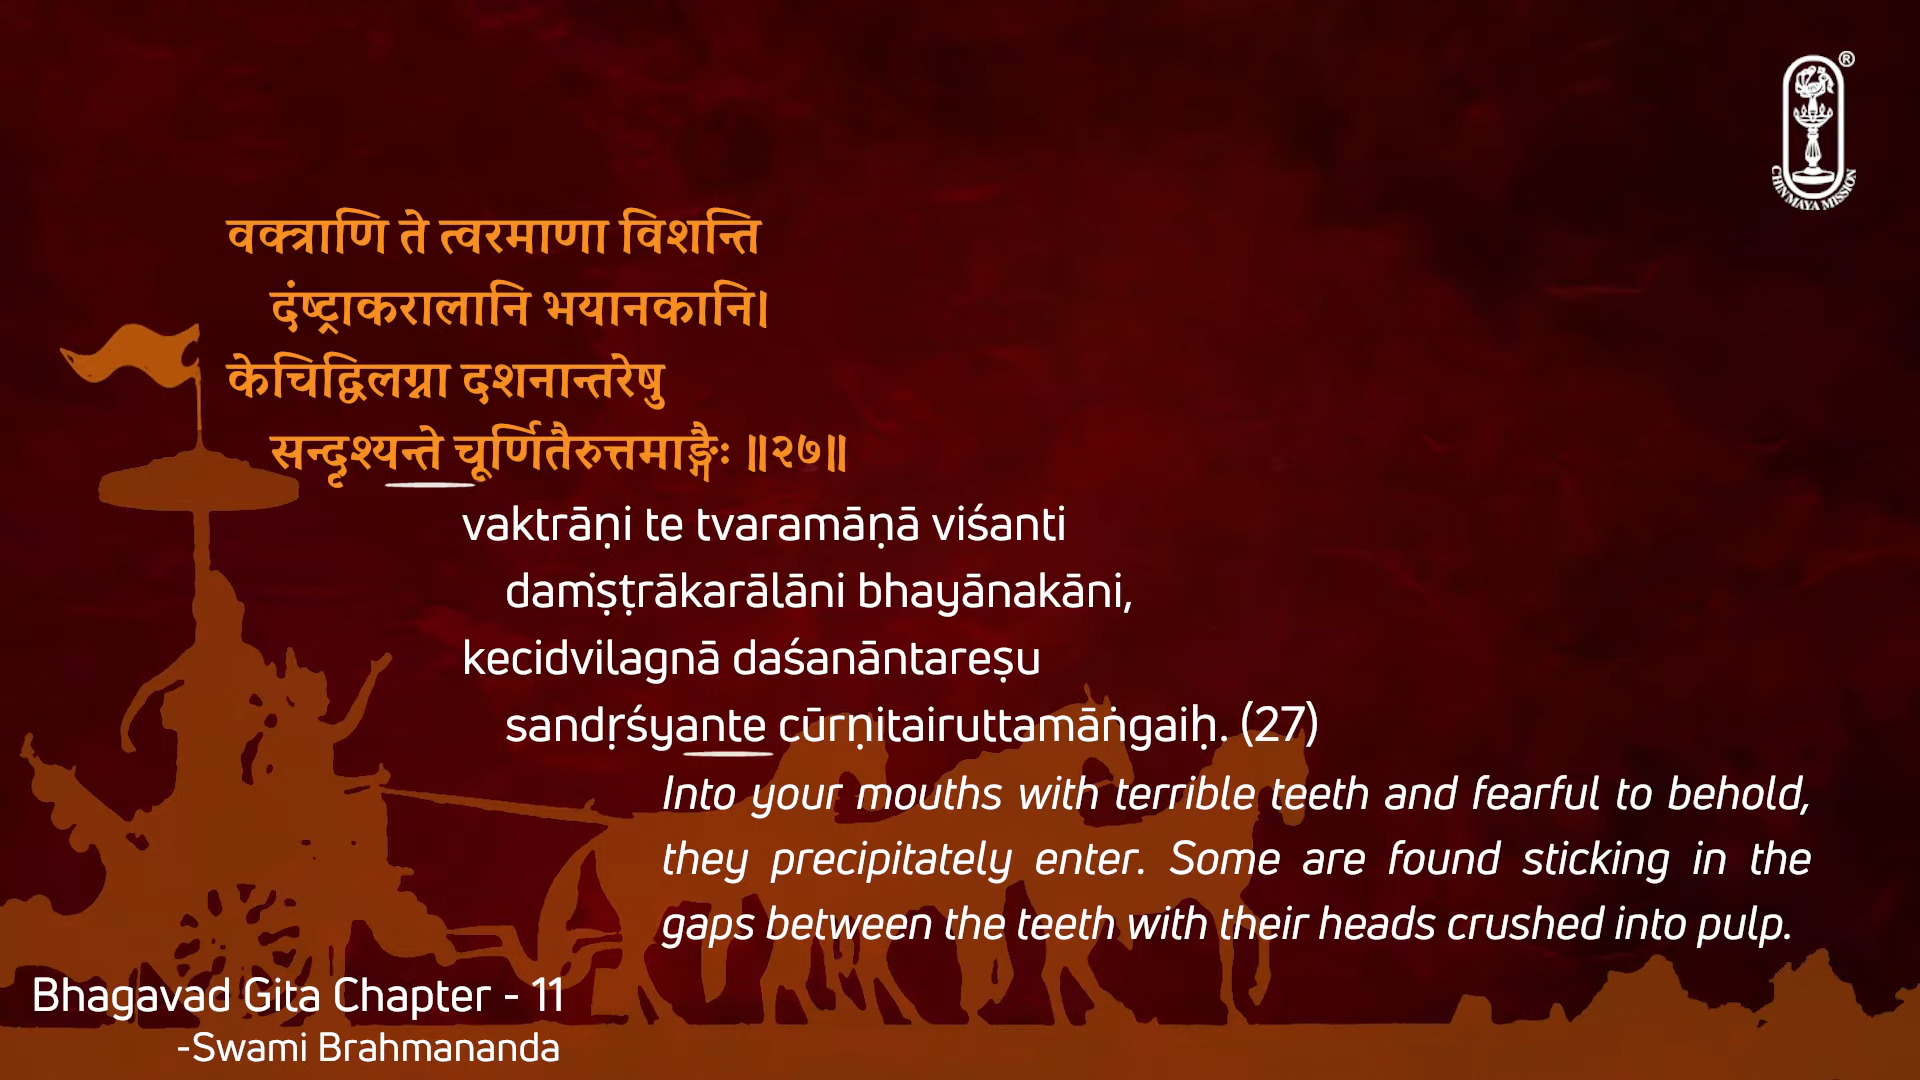 ®
CHINMAYA MISSION
वक्त्राणि ते त्वरमाणा विशन्ति
दंष्ट्राकरालानि भयानकानि।
केचिद्विलग्ना दशनान्तरेषु
सन्दृश्यन्ते चूर्णितैरुत्तमाङ्गैः ॥२७॥
vaktrāṇi te tvaramāṇā viśanti
daṁṣṭrākarālāni bhayānakāni,
kecidvilagnā daśanāntareṣu
sandṛśyante cūrṇitairuttamāṅgaiḥ. (27)
Into your mouths with terrible teeth and fearful to behold,
they precipitately enter. Some are found sticking in the
gaps between the teeth with their heads crushed into pulp.
Bhagavad Gita Chapter - 11
-Swami Brahmananda